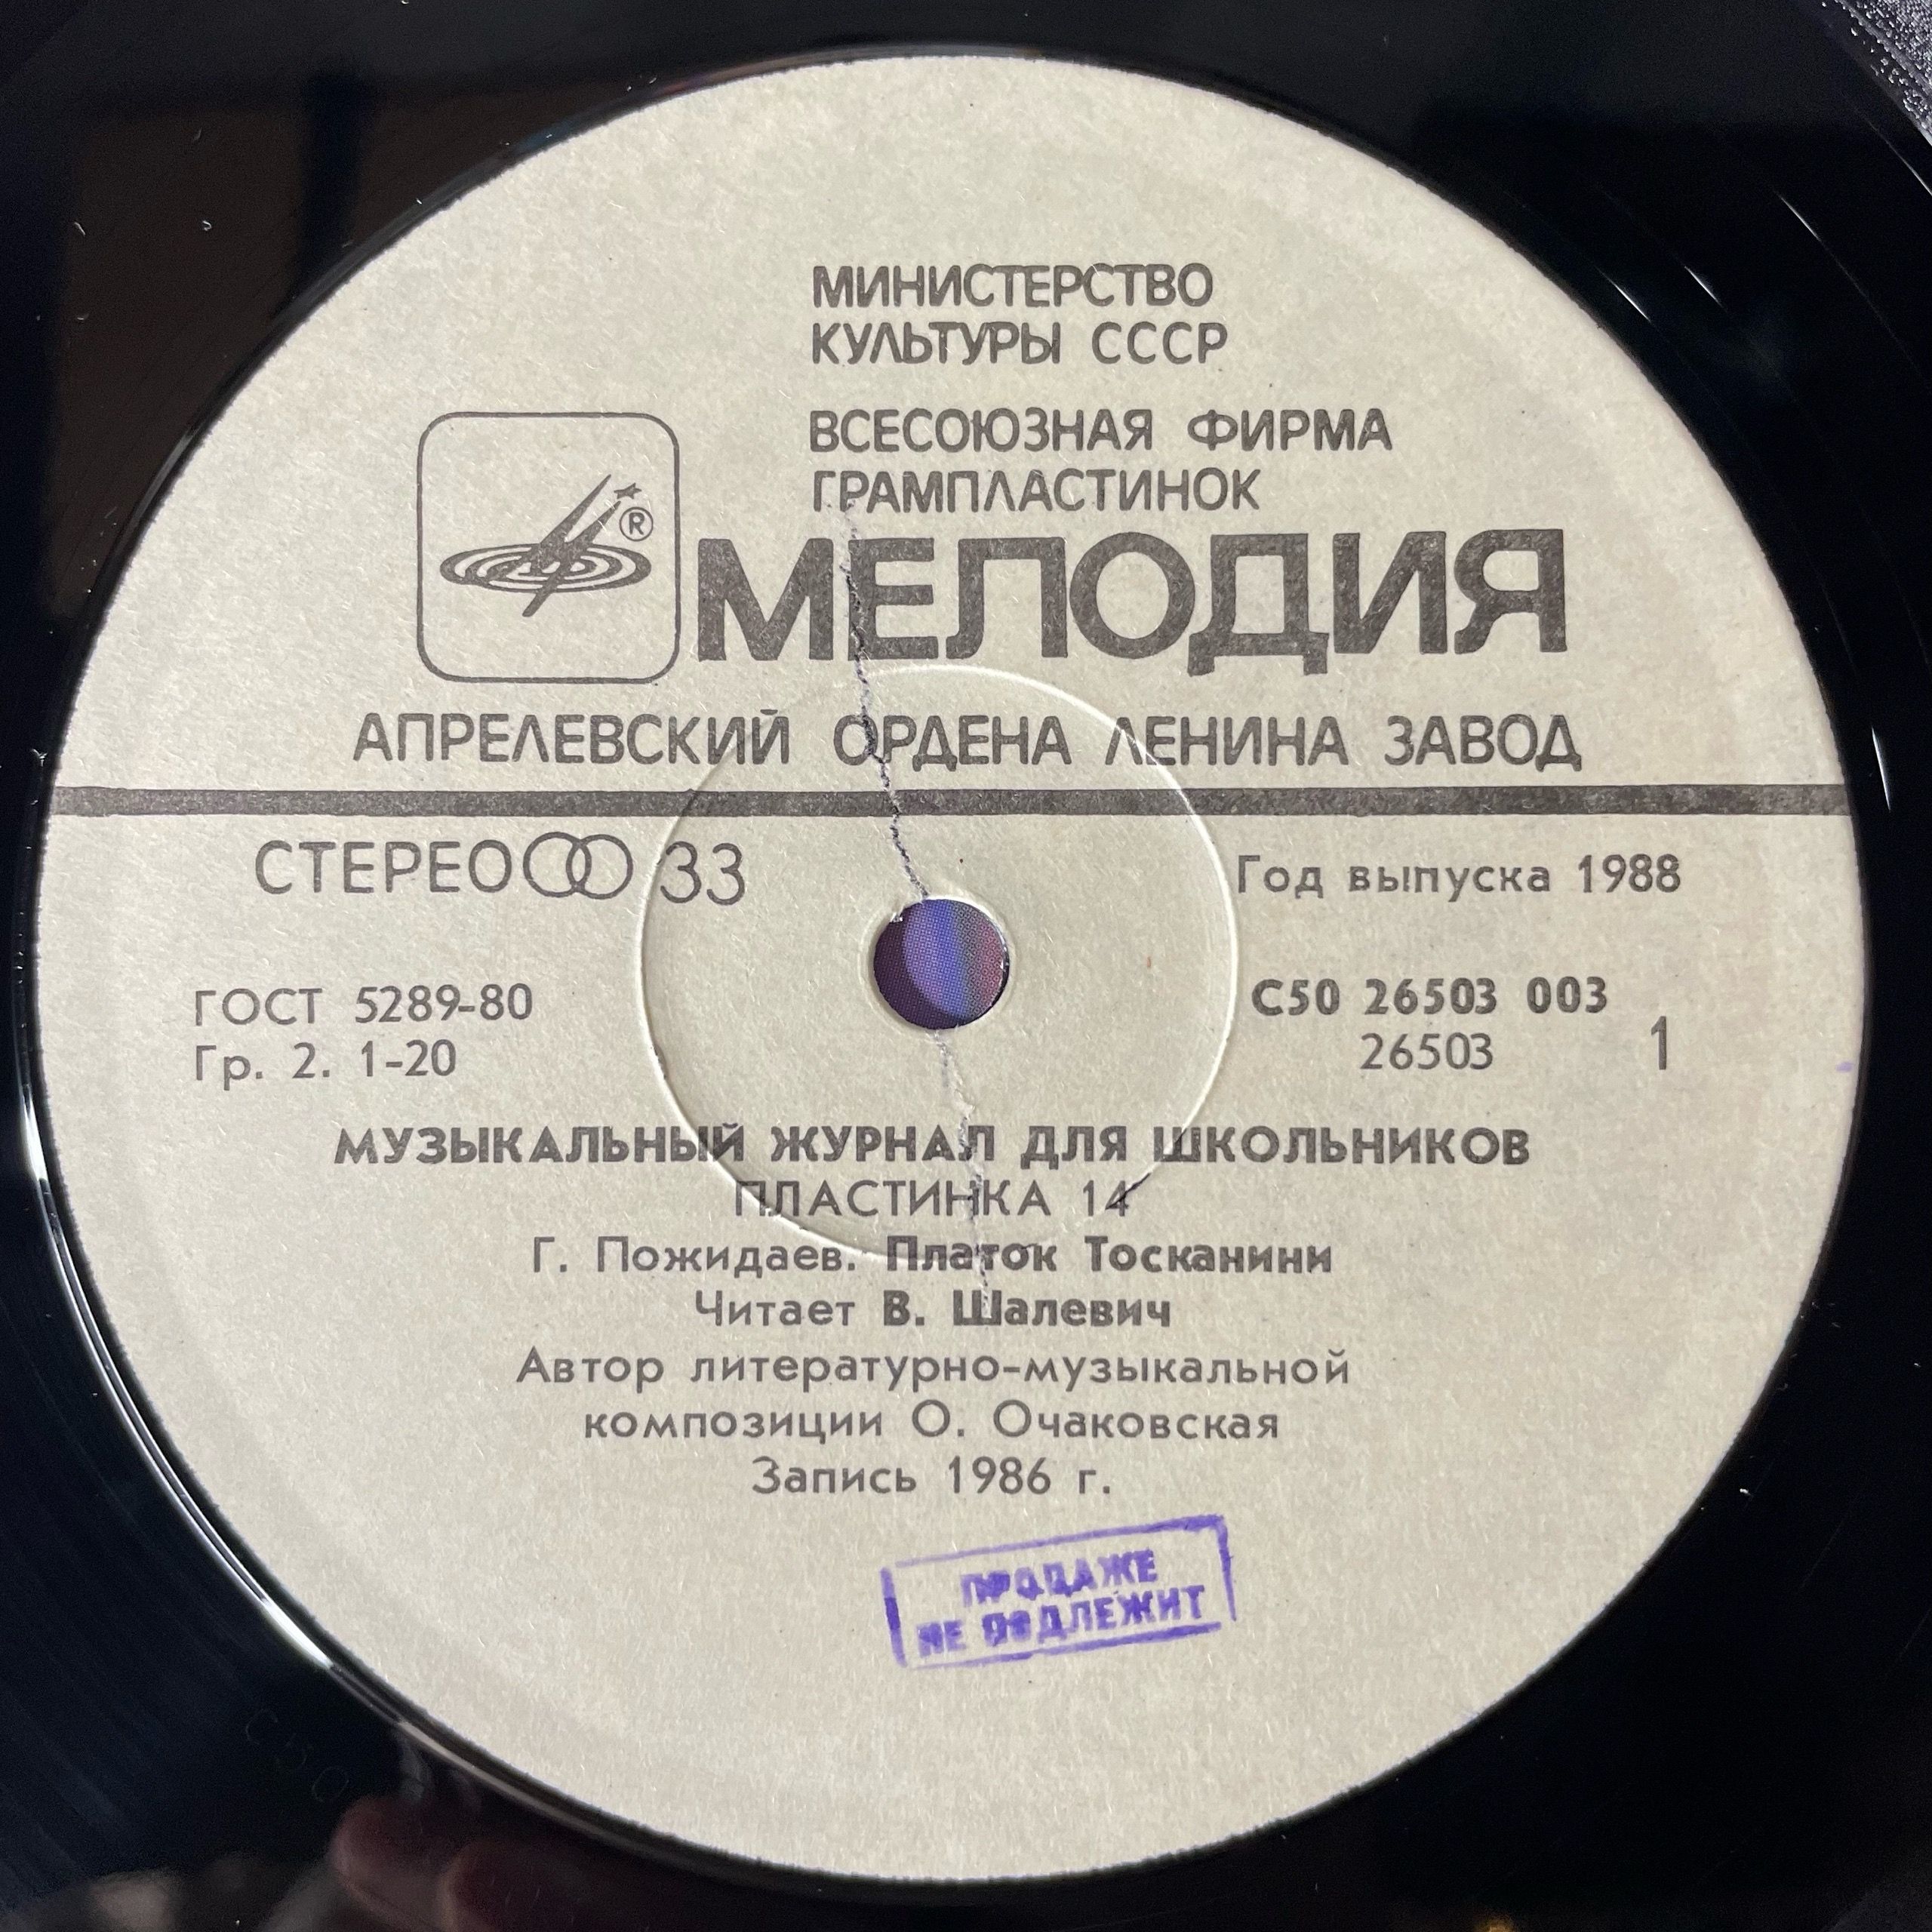 МИНИСТЕРСТВО
КУЛЬТУРЫ СССР
ВСЕСОЮЗНАЯ ФИРМА
ГРАМПЛАСТИНОК
®
МЕЛОДИЯ
АПРЕЛЕВСКИЙ ОРДЕНА ЛЕНИНА ЗАВОД
СТЕРЕО 33
Год выпуска 1988
ГОСТ 5289-80
Гр. 2. 1-20
С50 26503 003
26503 1
МУЗЫКАЛЬНЫЙ ЖУРНАЛ ДЛЯ ШКОЛЬНИКОВ
ПЛАСТИНКА 14
Г. Пожидаев. Платок Тосканини
Читает В. Шалевич
Автор литературно-музыкальной
композиции О. Очаковская
Запись 1986 г.
ПРОДАЖЕ
НЕ ПОДЛЕЖИТ